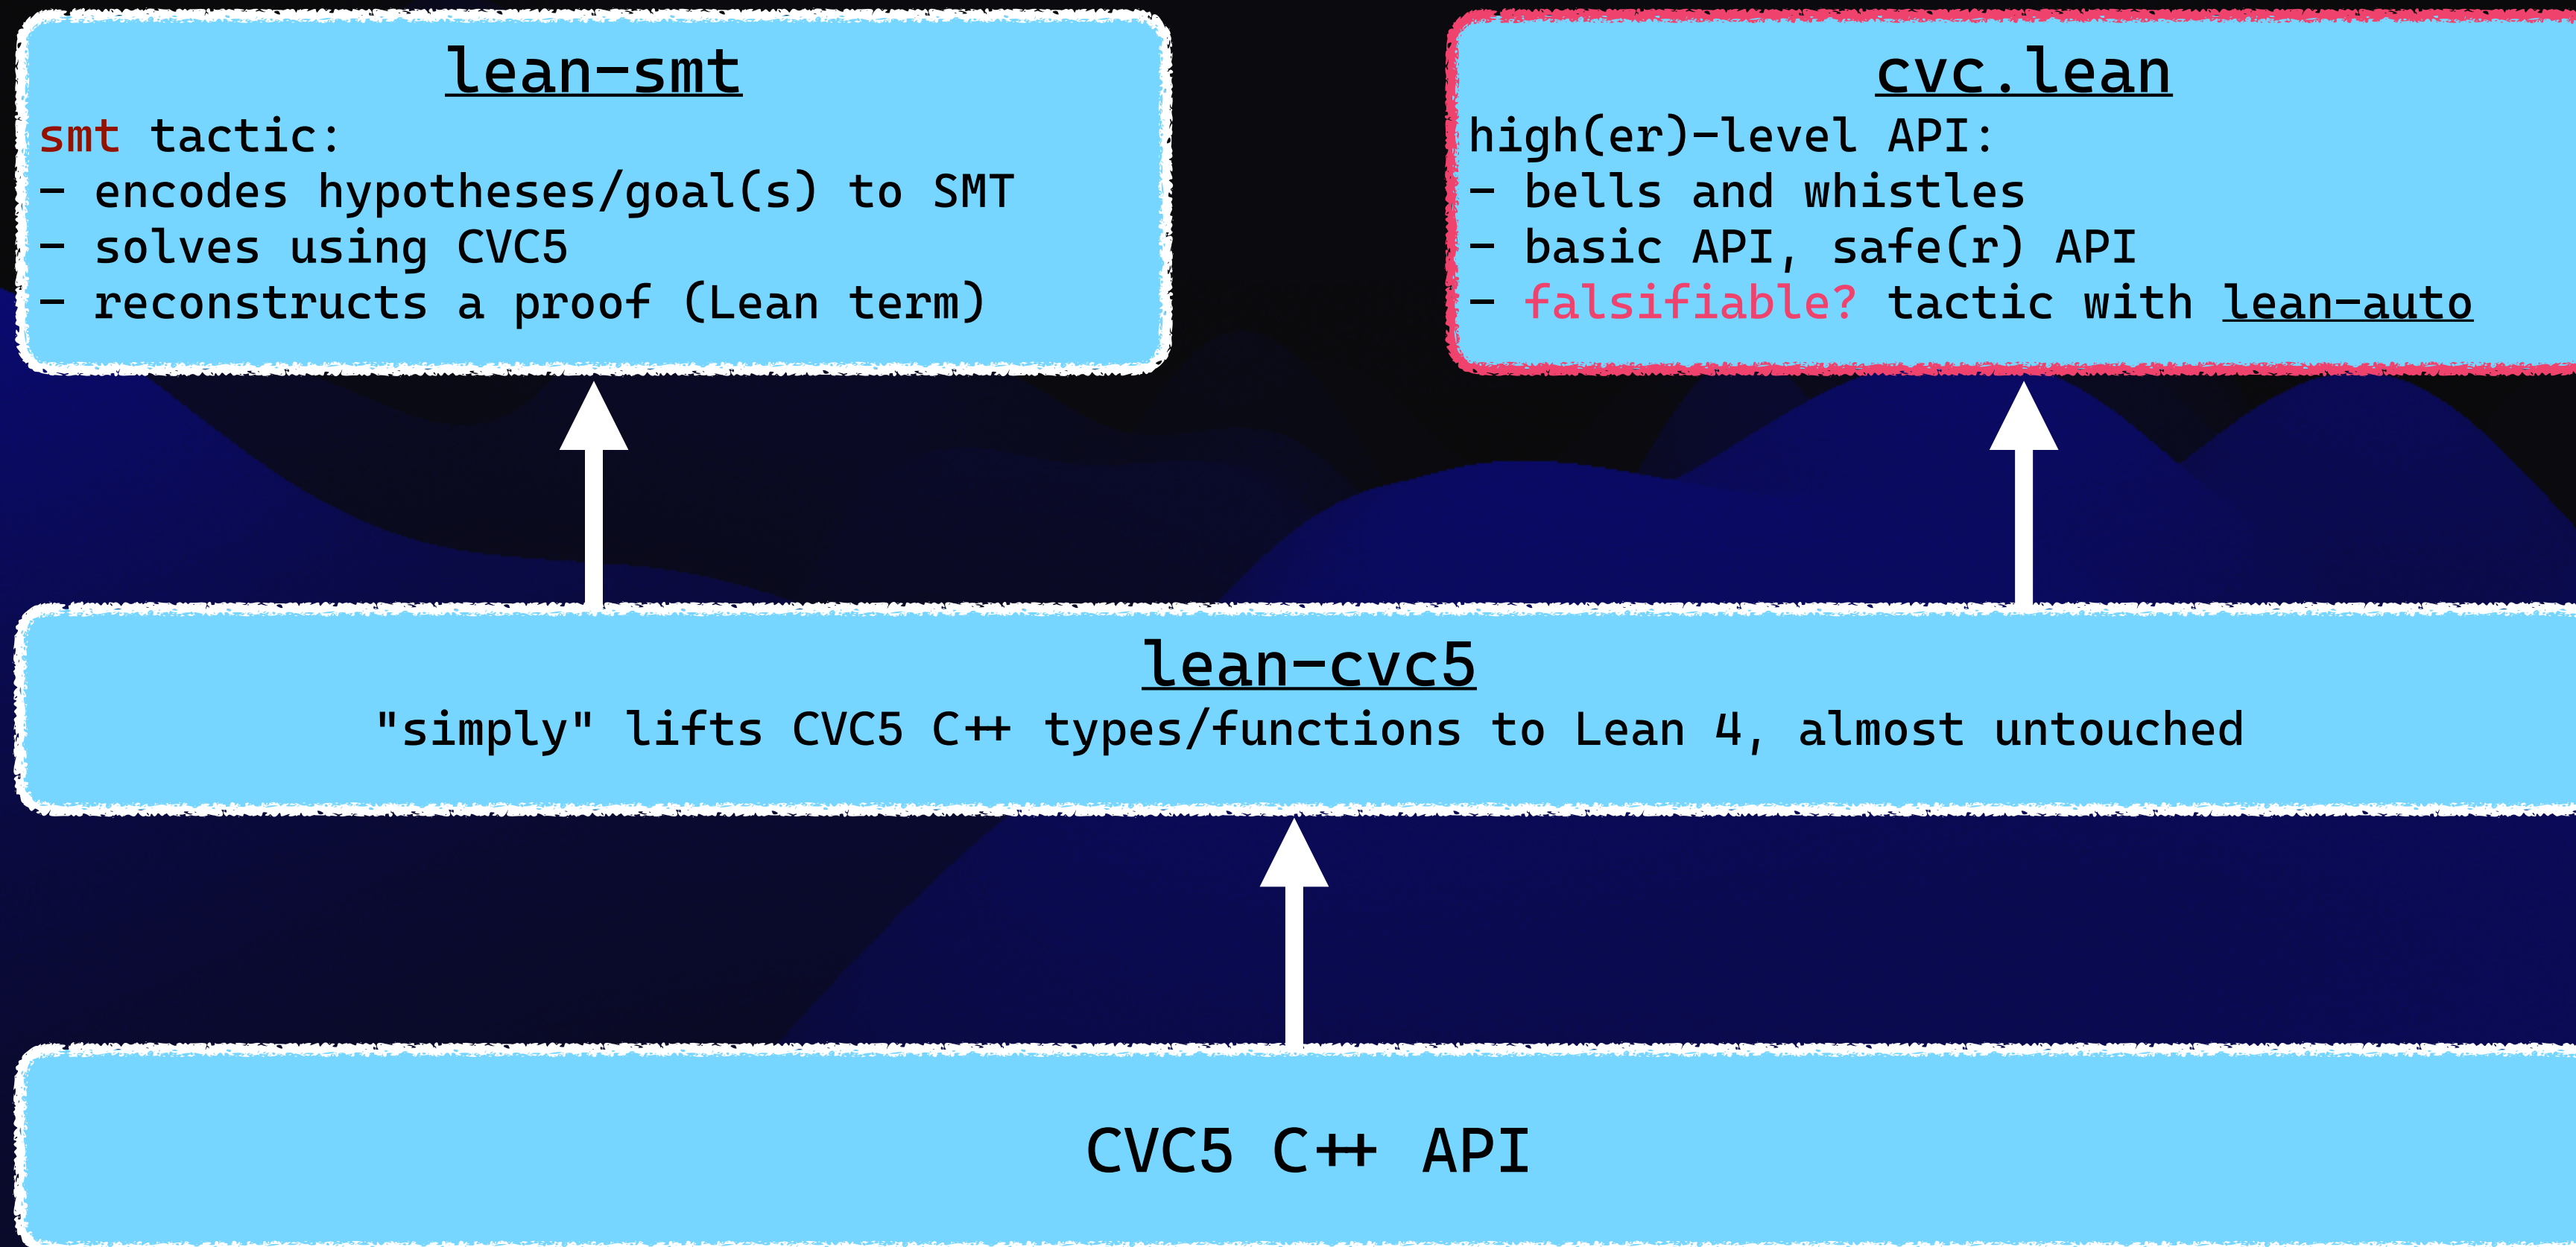 lean-smt
smt tactic:
- encodes hypotheses/goal(s) to SMT
- solves using CVC5
- reconstructs a proof (Lean term)
cvc.lean
high(er)-level API:
- bells and whistles
- basic API, safe(r) API
- falsifiable? tactic with lean-auto
lean-cvc5
"simply" lifts CVC5 C++ types/functions to Lean 4, almost untouched
CVC5 C++ API